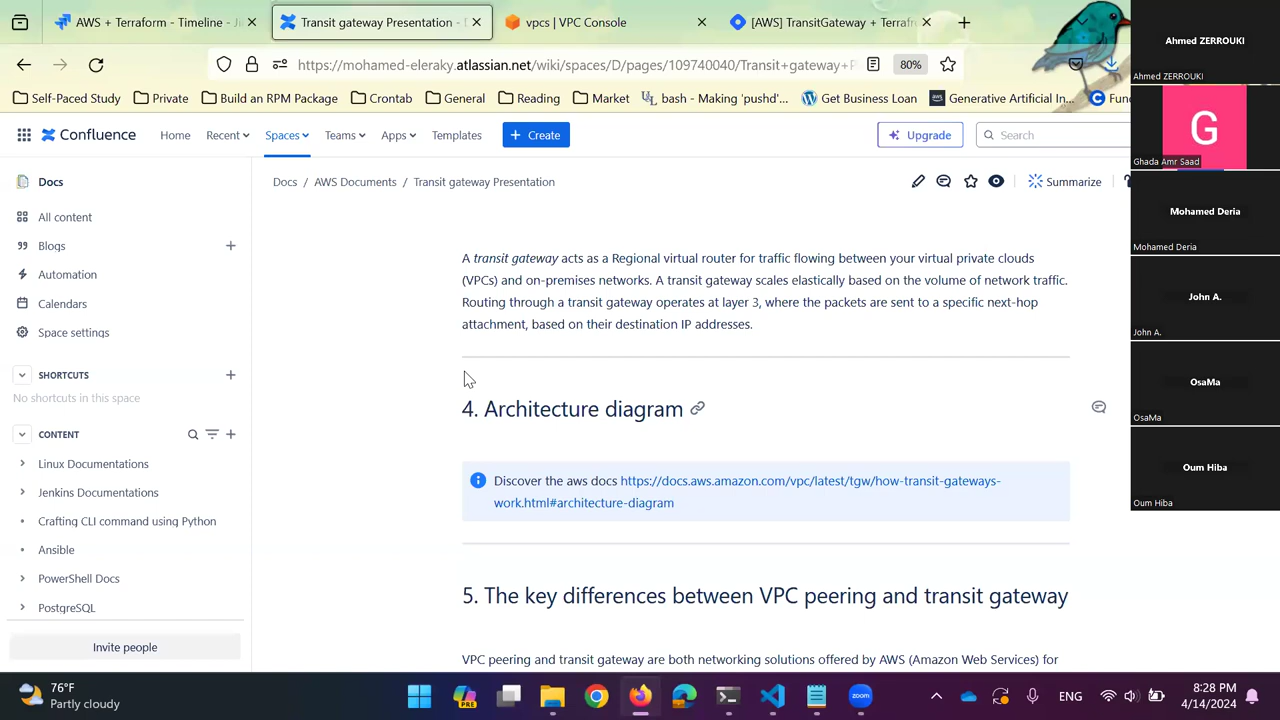 AWS + Terraform - Timeline - Je
Transit gateway Presentation - D
vpcs | VPC Console
[AWS] TransitGateway + Terrafr
https://mohamed-eleraky.atlassian.net/wiki/spaces/D/pages/109740040/Transit+gateway+P
80%
Self-Paced Study
Private
Build an RPM Package
Crontab
General
Reading
Market
bash - Making 'pushd'...
Get Business Loan
Generative Artificial In...
Fun
Confluence
Home
Recent
Spaces
Teams
Apps
Templates
+ Create
Upgrade
Search
Docs
All content
Blogs
Automation
Calendars
Space settings
SHORTCUTS
No shortcuts in this space
CONTENT
Linux Documentations
Jenkins Documentations
Crafting CLI command using Python
Ansible
PowerShell Docs
PostgreSQL
Invite people
Docs / AWS Documents / Transit gateway Presentation
Summarize
A transit gateway acts as a Regional virtual router for traffic flowing between your virtual private clouds
(VPCs) and on-premises networks. A transit gateway scales elastically based on the volume of network traffic.
Routing through a transit gateway operates at layer 3, where the packets are sent to a specific next-hop
attachment, based on their destination IP addresses.
4. Architecture diagram
Discover the aws docs https://docs.aws.amazon.com/vpc/latest/tgw/how-transit-gateways-
work.html#architecture-diagram
5. The key differences between VPC peering and transit gateway
VPC peering and transit gateway are both networking solutions offered by AWS (Amazon Web Services) for
Ahmed ZERROUKI
Ahmed ZERROUKI
G
Ghada Amr Saad
Mohamed Deria
Mohamed Deria
John A.
John A.
OsaMa
OsaMa
Oum Hiba
Oum Hiba
76°F
Partly cloudy
PRE
zoom
ENG
8:28 PM
4/14/2024